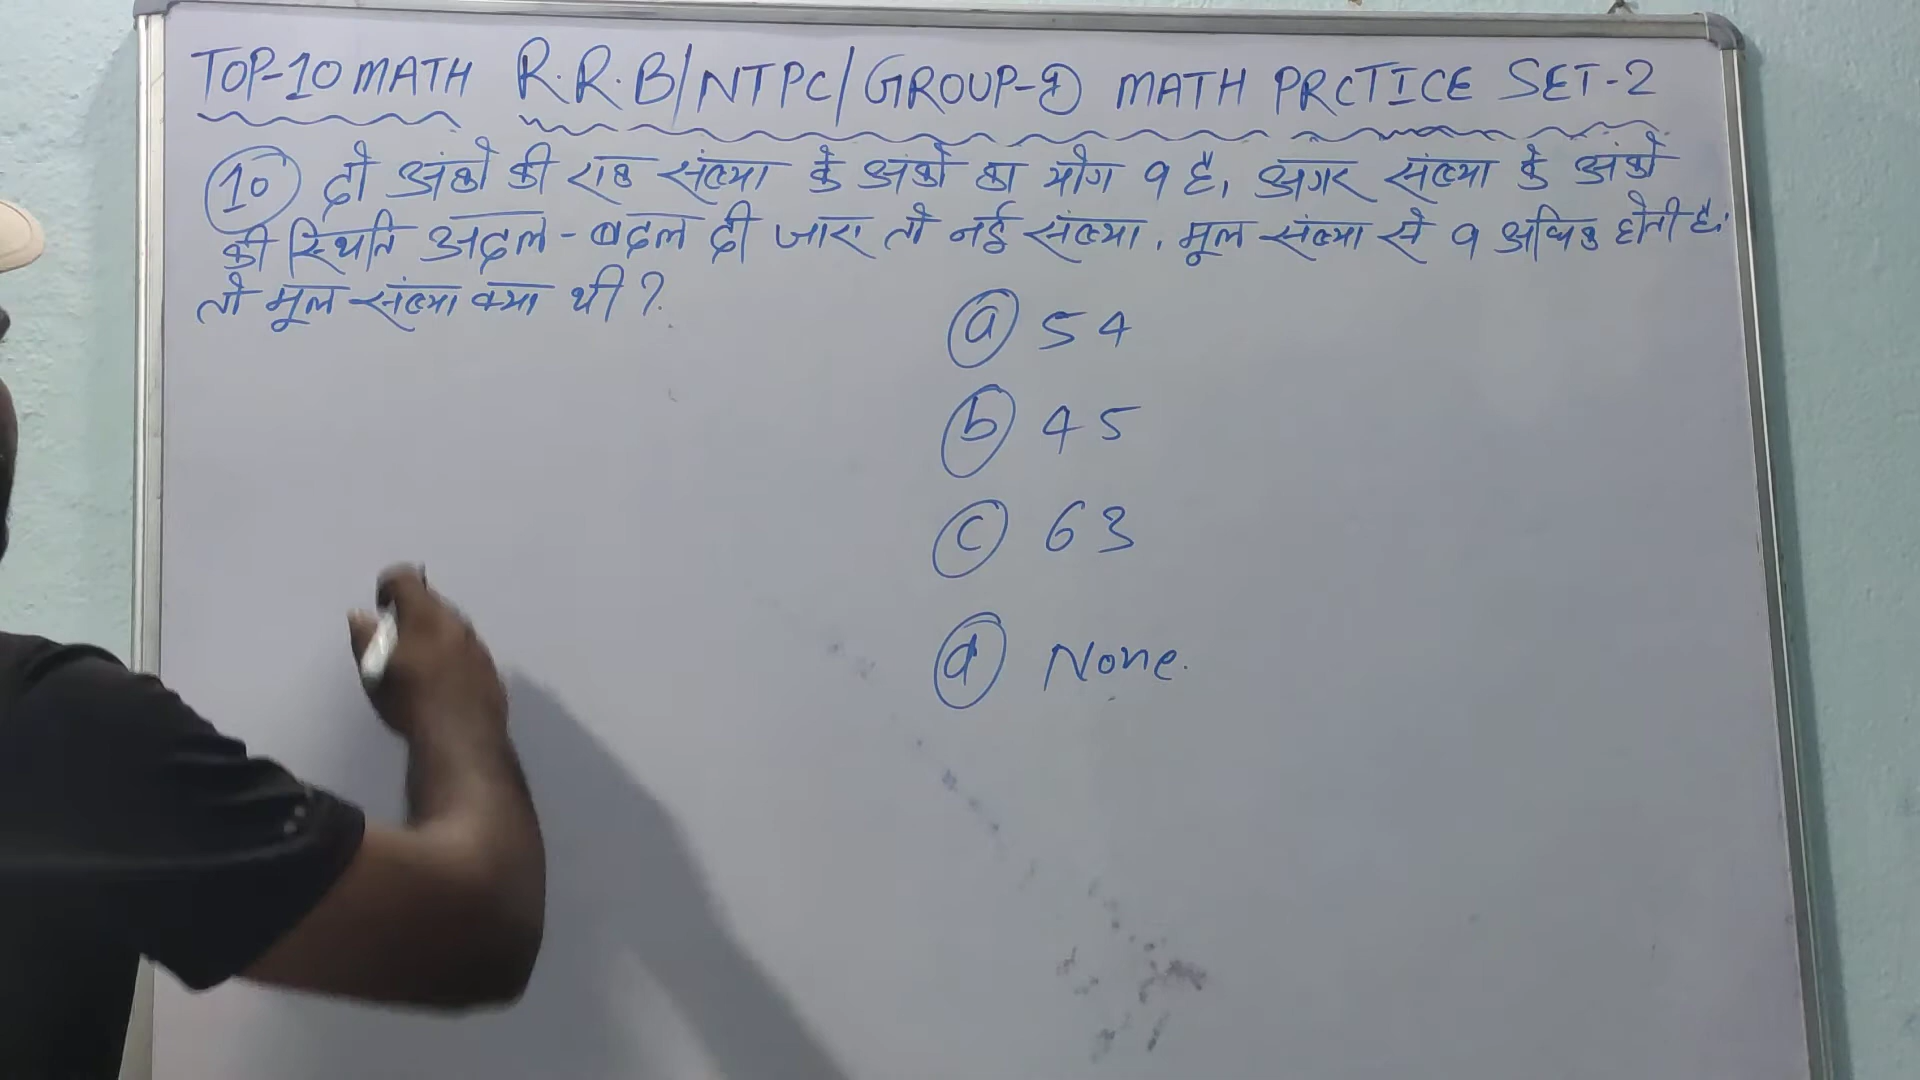 TOP-10 MATH R.R.B/NTPC/GROUP-D MATH PRCTICE SET-2
10 दो अंको की एक संख्या के अंको का योग 9 है, अगर संख्या के अंको
की स्थिति अदल-बदल दी जाए तो नई संख्या, मूल संख्या से 9 अधिक होती है।
तो मूल संख्या क्या थी ?
a 54
b 45
c 63
d None.